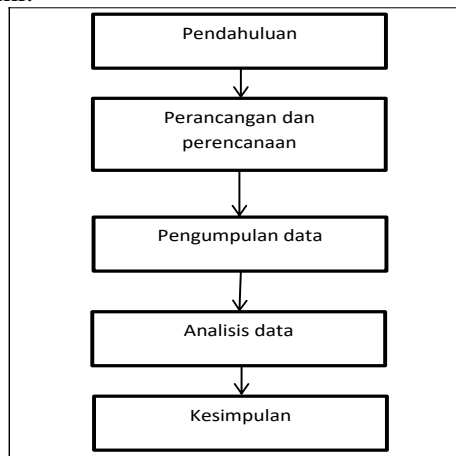 Pendahuluan
Perancangan dan
perencanaan
Pengumpulan data
Analisis data
Kesimpulan